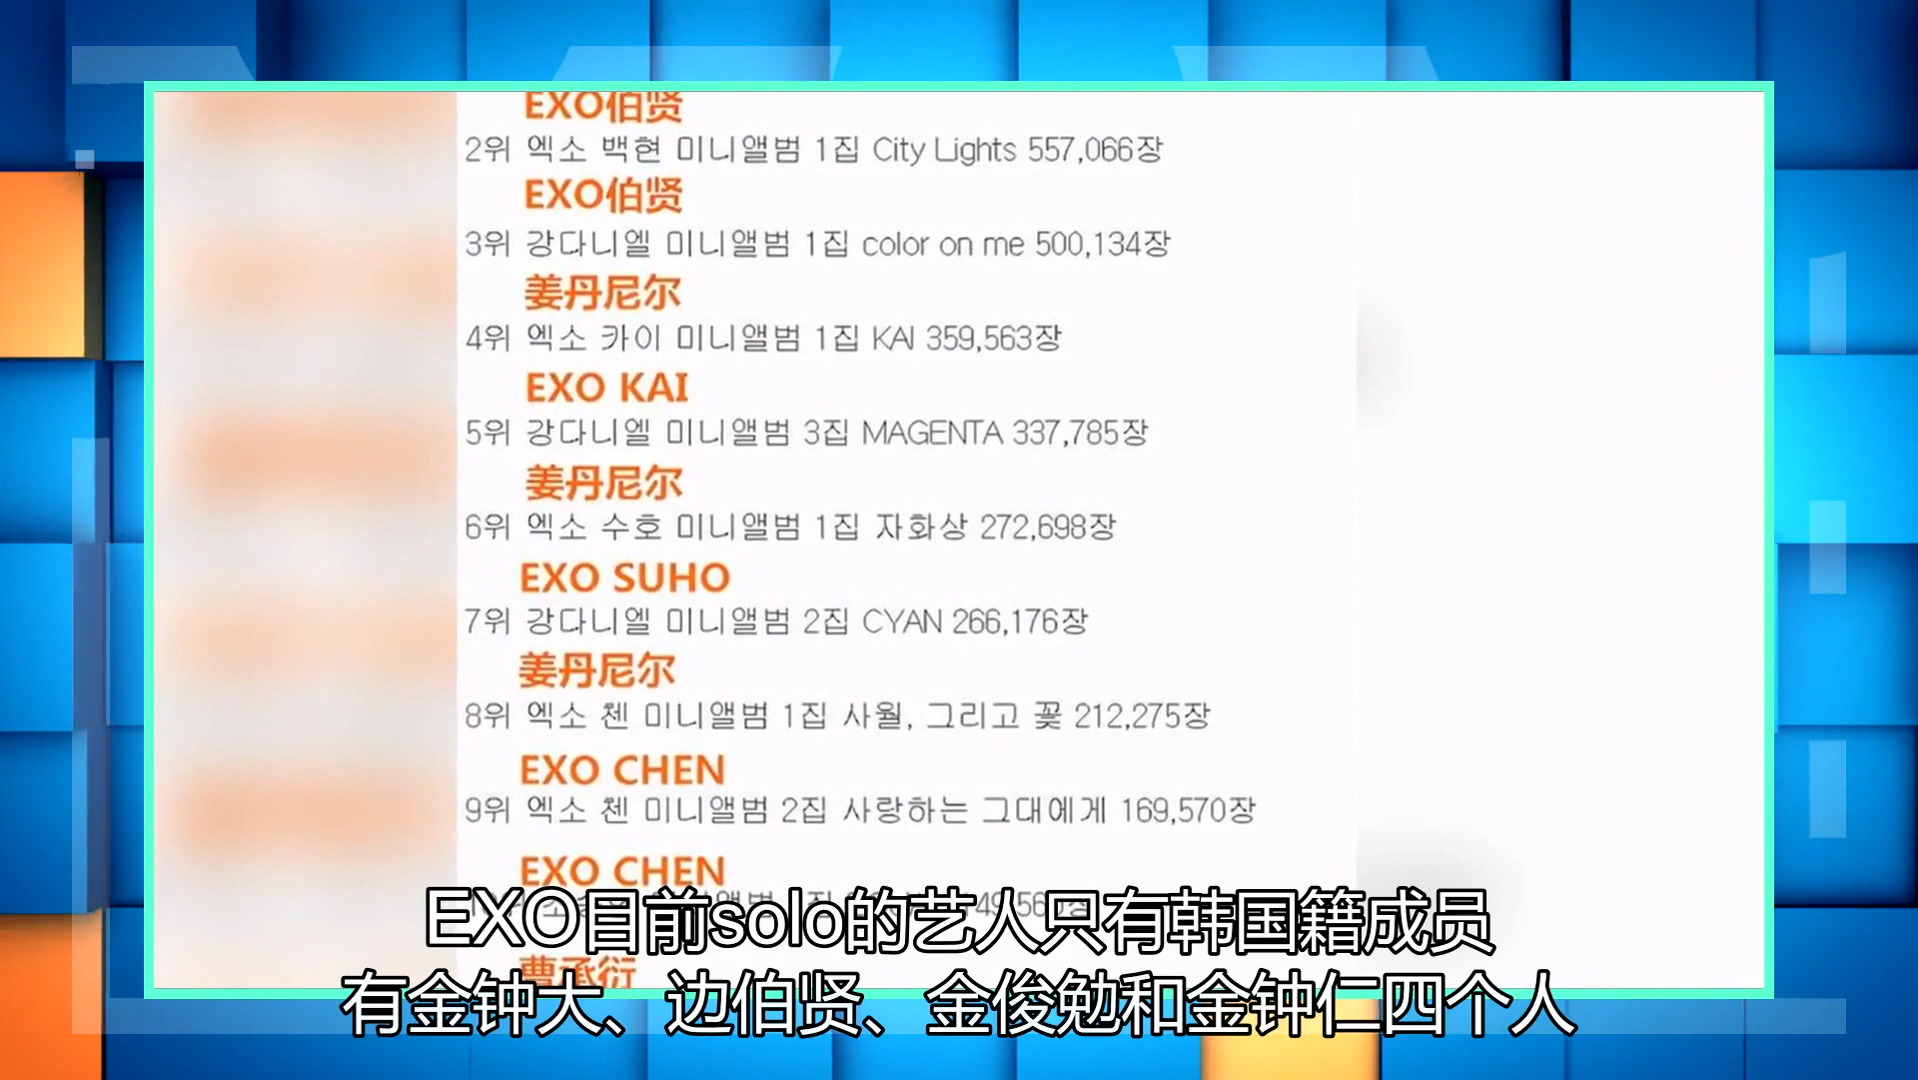 EXO伯贤
2위 엑소 백현 미니앨범 1집 City Lights 557,066장
EXO伯贤
3위 강다니엘 미니앨범 1집 color on me 500,134장
姜丹尼尔
4위 엑소 카이 미니앨범 1집 KAI 359,563장
EXO KAI
5위 강다니엘 미니앨범 3집 MAGENTA 337,785장
姜丹尼尔
6위 엑소 수호 미니앨범 1집 자화상 272,698장
EXO SUHO
7위 강다니엘 미니앨범 2집 CYAN 266,176장
姜丹尼尔
8위 엑소 첸 미니앨범 1집 사월, 그리고 꽃 212,275장
EXO CHEN
9위 엑소 첸 미니앨범 2집 사랑하는 그대에게 169,570장
EXO CHEN
EXO目前solo的艺人只有韩国籍成员
曹承衍
有金钟大、边伯贤、金俊勉和金钟仁四个人